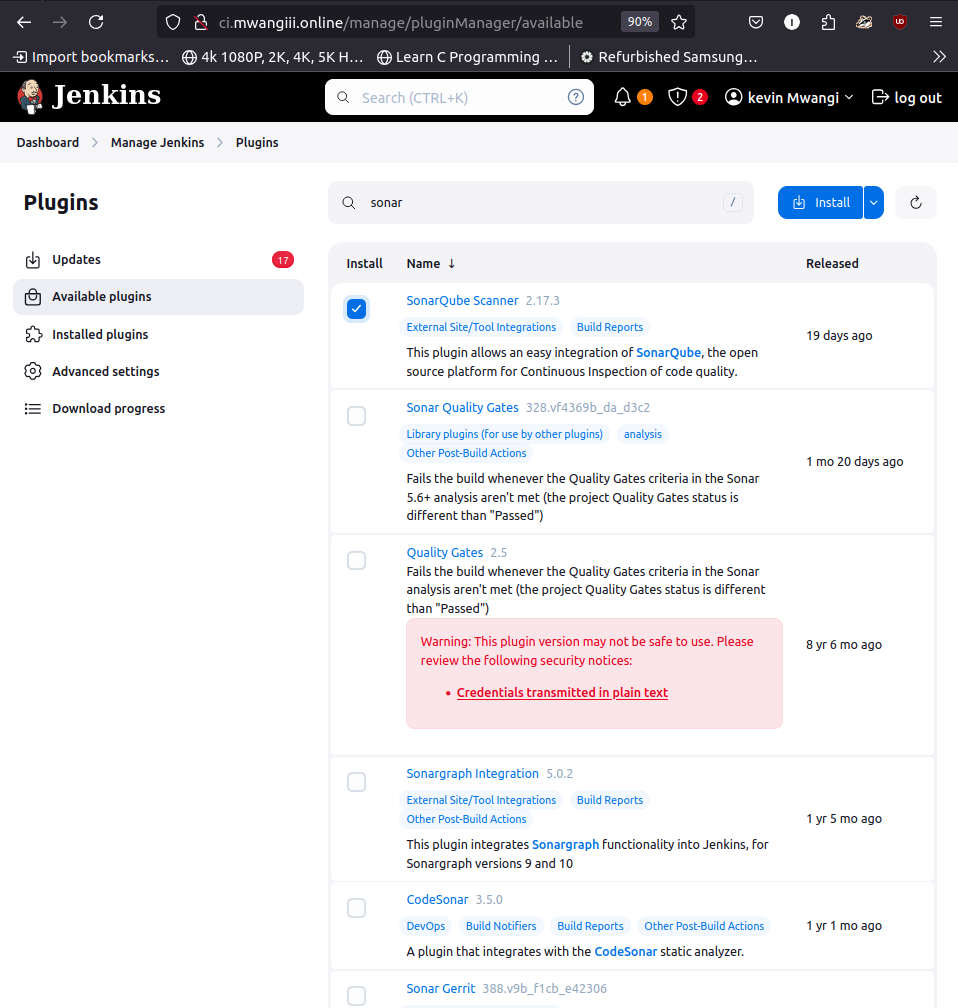 ci.mwangiii.online/manage/pluginManager/available
90%
Import bookmarks…
4k 1080P, 2K, 4K, 5K H…
Learn C Programming …
Refurbished Samsung…
Jenkins
Search (CTRL+K)
1
2
kevin Mwangi
log out
Dashboard
Manage Jenkins
Plugins
Plugins
sonar
/
Install
Updates
17
Available plugins
Installed plugins
Advanced settings
Download progress
Install
Name ↓
Released
SonarQube Scanner 2.17.3
External Site/Tool Integrations Build Reports
This plugin allows an easy integration of SonarQube, the open
source platform for Continuous Inspection of code quality.
19 days ago
Sonar Quality Gates 328.vf4369b_da_d3c2
Library plugins (for use by other plugins) analysis
Other Post-Build Actions
Fails the build whenever the Quality Gates criteria in the Sonar
5.6+ analysis aren't met (the project Quality Gates status is
different than "Passed")
1 mo 20 days ago
Quality Gates 2.5
Fails the build whenever the Quality Gates criteria in the Sonar
analysis aren't met (the project Quality Gates status is different
than "Passed")
Warning: This plugin version may not be safe to use. Please
review the following security notices:
• Credentials transmitted in plain text
8 yr 6 mo ago
Sonargraph Integration 5.0.2
External Site/Tool Integrations Build Reports
Other Post-Build Actions
This plugin integrates Sonargraph functionality into Jenkins, for
Sonargraph versions 9 and 10
1 yr 5 mo ago
CodeSonar 3.5.0
DevOps Build Notifiers Build Reports Other Post-Build Actions
A plugin that integrates with the CodeSonar static analyzer.
1 yr 1 mo ago
Sonar Gerrit 388.v9b_f1cb_e42306